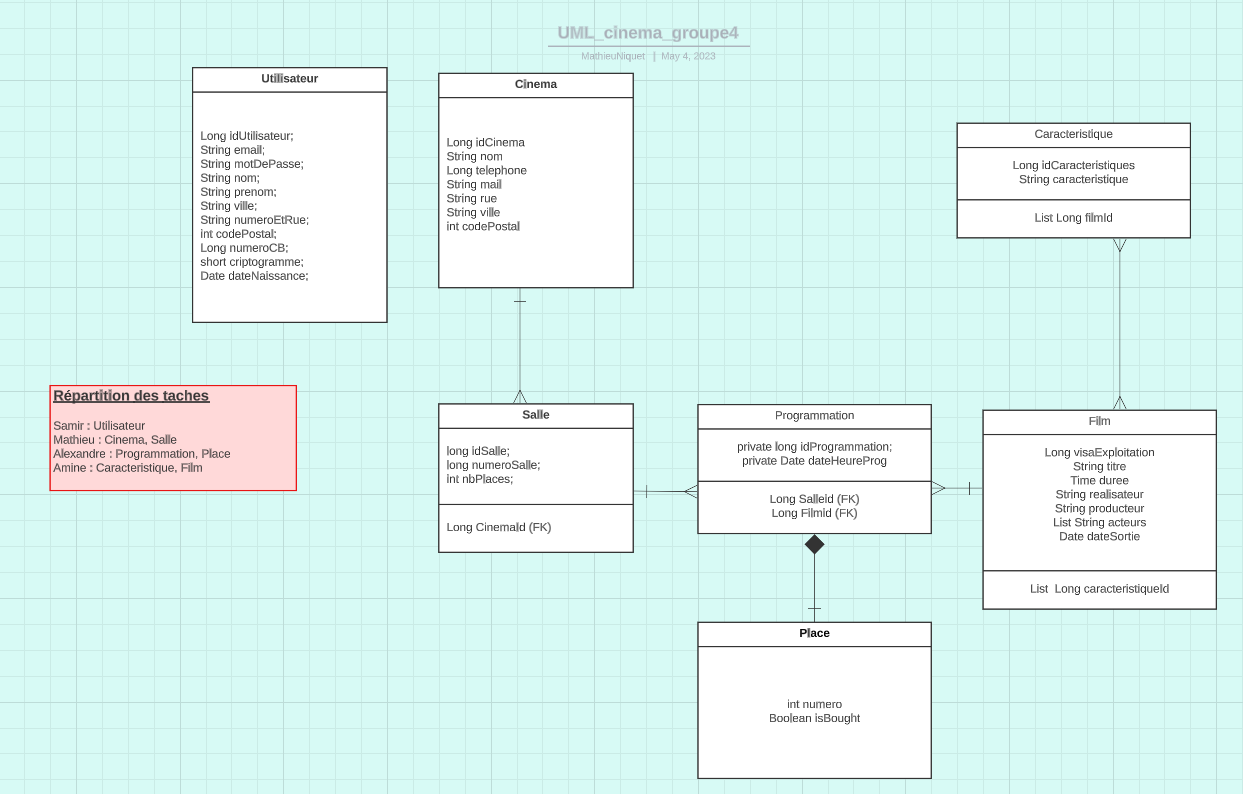 UML_cinema_groupe4
MathieuNiquet | May 4, 2023
Utilisateur
Long idUtilisateur;
String email;
String motDePasse;
String nom;
String prenom;
String ville;
String numeroEtRue;
int codePostal;
Long numeroCB;
short criptogramme;
Date dateNaissance;
Cinema
Long idCinema
String nom
Long telephone
String mail
String rue
String ville
int codePostal
Caracteristique
Long idCaracteristiques
String caracteristique
List Long filmId
Répartition des taches
Samir : Utilisateur
Mathieu : Cinema, Salle
Alexandre : Programmation, Place
Amine : Caracteristique, Film
Salle
long idSalle;
long numeroSalle;
int nbPlaces;
Long CinemaId (FK)
Programmation
private long idProgrammation;
private Date dateHeureProg
Long SalleId (FK)
Long FilmId (FK)
Film
Long visaExploitation
String titre
Time duree
String realisateur
String producteur
List String acteurs
Date dateSortie
List Long caracteristiqueId
Place
int numero
Boolean isBought